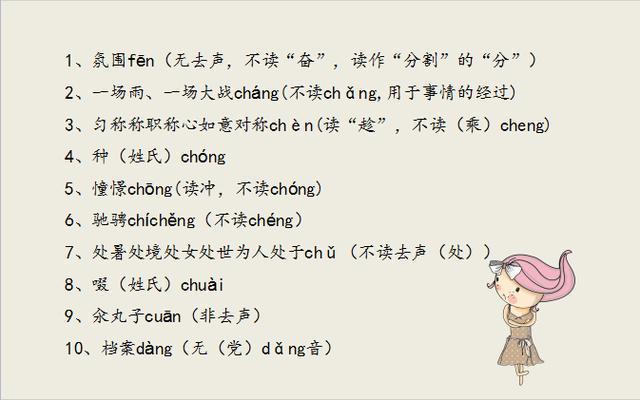 1、氛围fēn（无去声，不读“奋”，读作“分割”的“分”）
2、一场雨、一场大战cháng(不读chǎng,用于事情的经过)
3、匀称称职称心如意对称chèn(读“趁”，不读（乘）cheng)
4、种（姓氏）chóng
5、憧憬chōng(读冲，不读chóng)
6、驰骋chíchěng（不读chéng）
7、处暑处境处女处世为人处于chǔ（不读去声（处））
8、啜（姓氏）chuài
9、氽丸子cuān（非去声）
10、档案dàng（无（党）dǎng音）